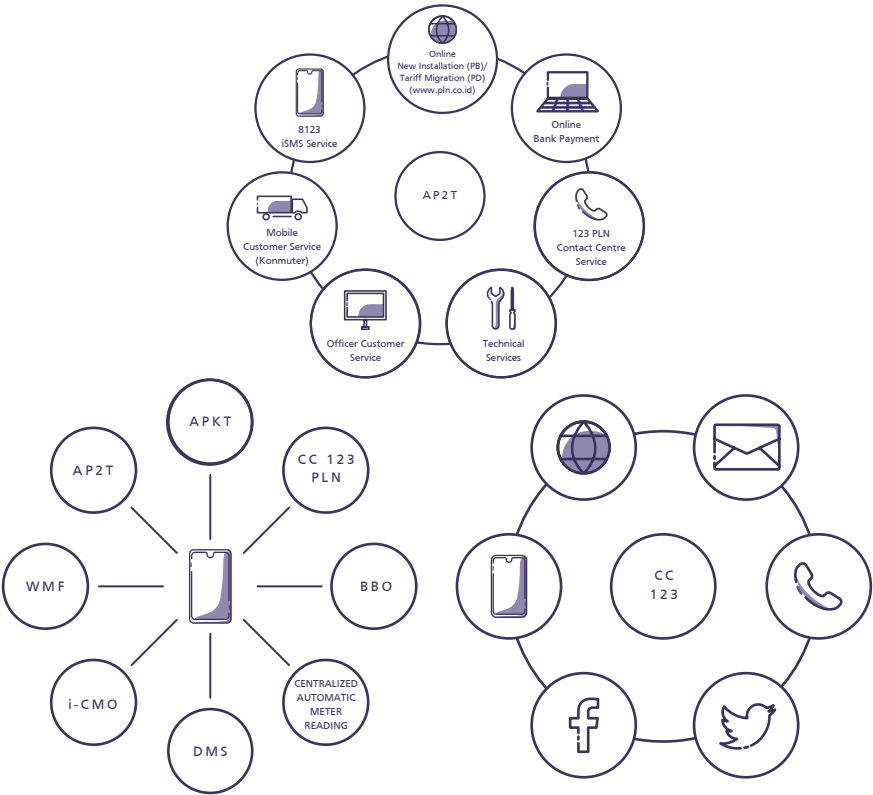 Online
New Installation (PB)/
Tariff Migration (PD)
(www.pln.co.id)
8123
iSMS Service
Online
Bank Payment
AP2T
Mobile
Customer Service
(Konmuter)
123 PLN
Contact Centre
Service
Officer Customer
Service
Technical
Services
APKT
AP2T
CC 123
PLN
WMF
BBO
i-CMO
CENTRALIZED
AUTOMATIC
METER
READING
DMS
CC
123